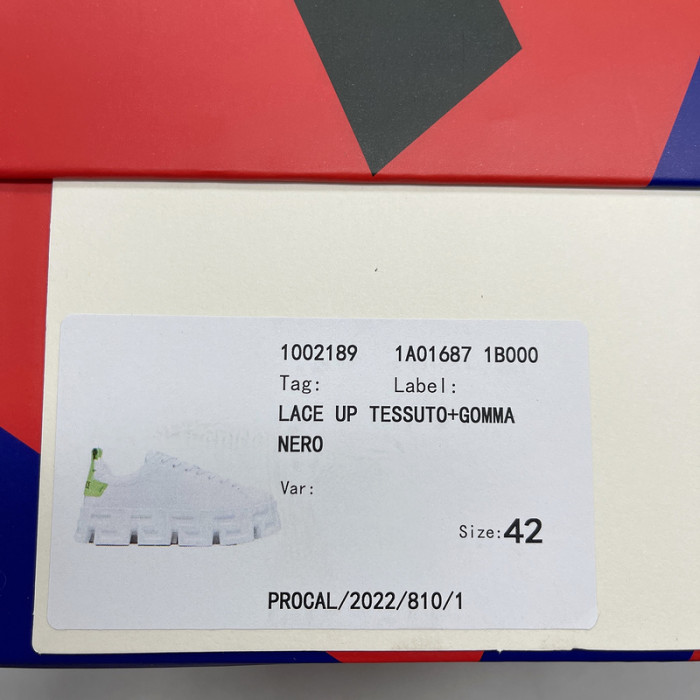 1002189 1A01687 1B000
Tag: Label:
LACE UP TESSUTO+GOMMA
NERO
Var:
Size: 42
PROCAL/2022/810/1